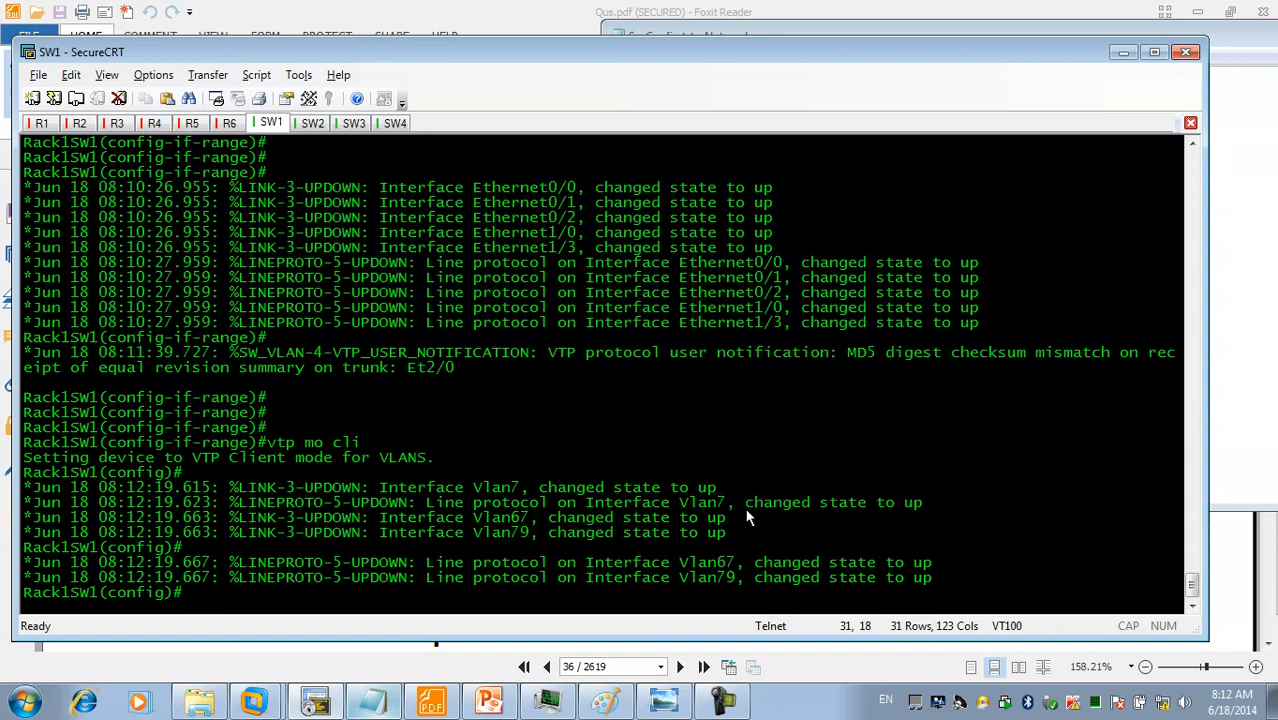 Qus.pdf (SECURED) - Foxit Reader
FILE HOME COMMENT VIEW FORM PROTECT SHARE HELP
SW1 - SecureCRT
File Edit View Options Transfer Script Tools Help
R1 R2 R3 R4 R5 R6 SW1 SW2 SW3 SW4
Rack1SW1(config-if-range)#
Rack1SW1(config-if-range)#
Rack1SW1(config-if-range)#
*Jun 18 08:10:26.955: %LINK-3-UPDOWN: Interface Ethernet0/0, changed state to up
*Jun 18 08:10:26.955: %LINK-3-UPDOWN: Interface Ethernet0/1, changed state to up
*Jun 18 08:10:26.955: %LINK-3-UPDOWN: Interface Ethernet0/2, changed state to up
*Jun 18 08:10:26.955: %LINK-3-UPDOWN: Interface Ethernet1/0, changed state to up
*Jun 18 08:10:26.955: %LINK-3-UPDOWN: Interface Ethernet1/3, changed state to up
*Jun 18 08:10:27.959: %LINEPROTO-5-UPDOWN: Line protocol on Interface Ethernet0/0, changed state to up
*Jun 18 08:10:27.959: %LINEPROTO-5-UPDOWN: Line protocol on Interface Ethernet0/1, changed state to up
*Jun 18 08:10:27.959: %LINEPROTO-5-UPDOWN: Line protocol on Interface Ethernet0/2, changed state to up
*Jun 18 08:10:27.959: %LINEPROTO-5-UPDOWN: Line protocol on Interface Ethernet1/0, changed state to up
*Jun 18 08:10:27.959: %LINEPROTO-5-UPDOWN: Line protocol on Interface Ethernet1/3, changed state to up
Rack1SW1(config-if-range)#
*Jun 18 08:11:39.727: %SW_VLAN-4-VTP_USER_NOTIFICATION: VTP protocol user notification: MD5 digest checksum mismatch on rec
eipt of equal revision summary on trunk: Et2/0
Rack1SW1(config-if-range)#
Rack1SW1(config-if-range)#
Rack1SW1(config-if-range)#
Rack1SW1(config-if-range)#vtp mo cli
Setting device to VTP Client mode for VLANS.
Rack1SW1(config)#
*Jun 18 08:12:19.615: %LINK-3-UPDOWN: Interface Vlan7, changed state to up
*Jun 18 08:12:19.623: %LINEPROTO-5-UPDOWN: Line protocol on Interface Vlan7, changed state to up
*Jun 18 08:12:19.663: %LINK-3-UPDOWN: Interface Vlan67, changed state to up
*Jun 18 08:12:19.663: %LINK-3-UPDOWN: Interface Vlan79, changed state to up
Rack1SW1(config)#
*Jun 18 08:12:19.667: %LINEPROTO-5-UPDOWN: Line protocol on Interface Vlan67, changed state to up
*Jun 18 08:12:19.667: %LINEPROTO-5-UPDOWN: Line protocol on Interface Vlan79, changed state to up
Rack1SW1(config)#
Ready Telnet 31, 18 31 Rows, 123 Cols VT100 CAP NUM
36 / 2619 158.21%
PDF
EN 8:12 AM
6/18/2014